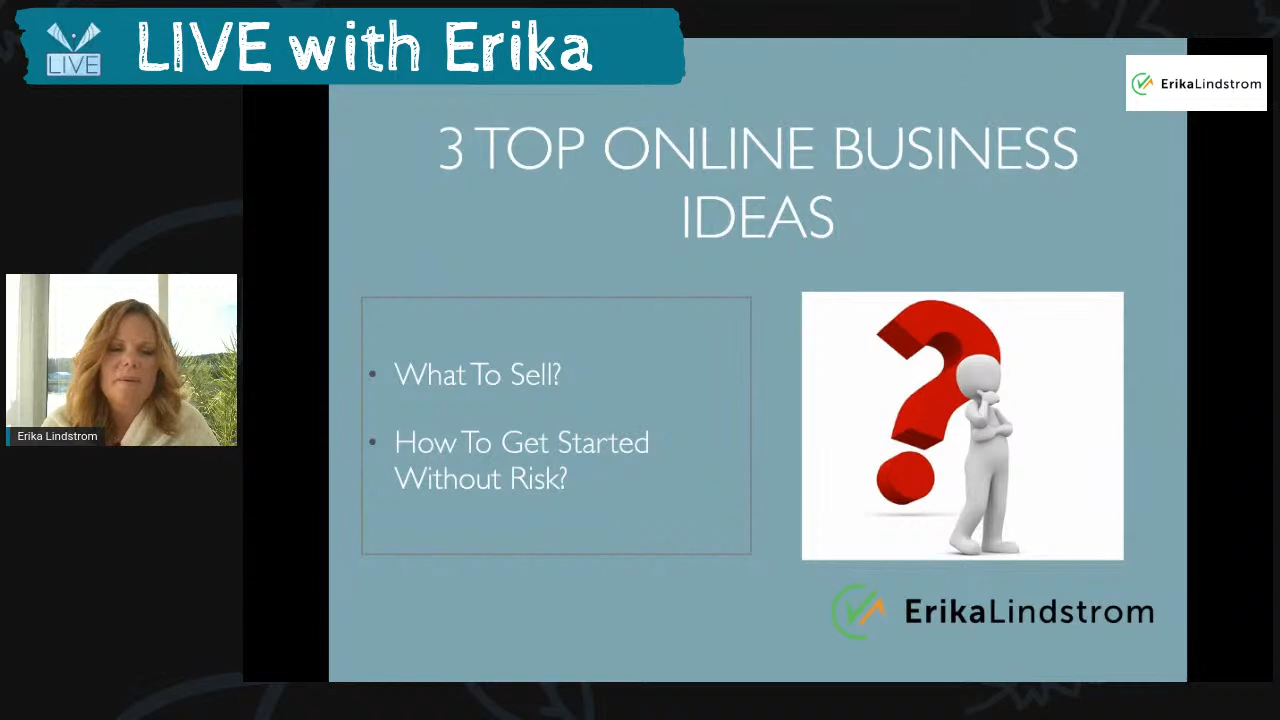 LIVE
LIVE with Erika
ErikaLindstrom
3 TOP ONLINE BUSINESS
IDEAS
• What To Sell?
• How To Get Started
Without Risk?
Erika Lindstrom
ErikaLindstrom